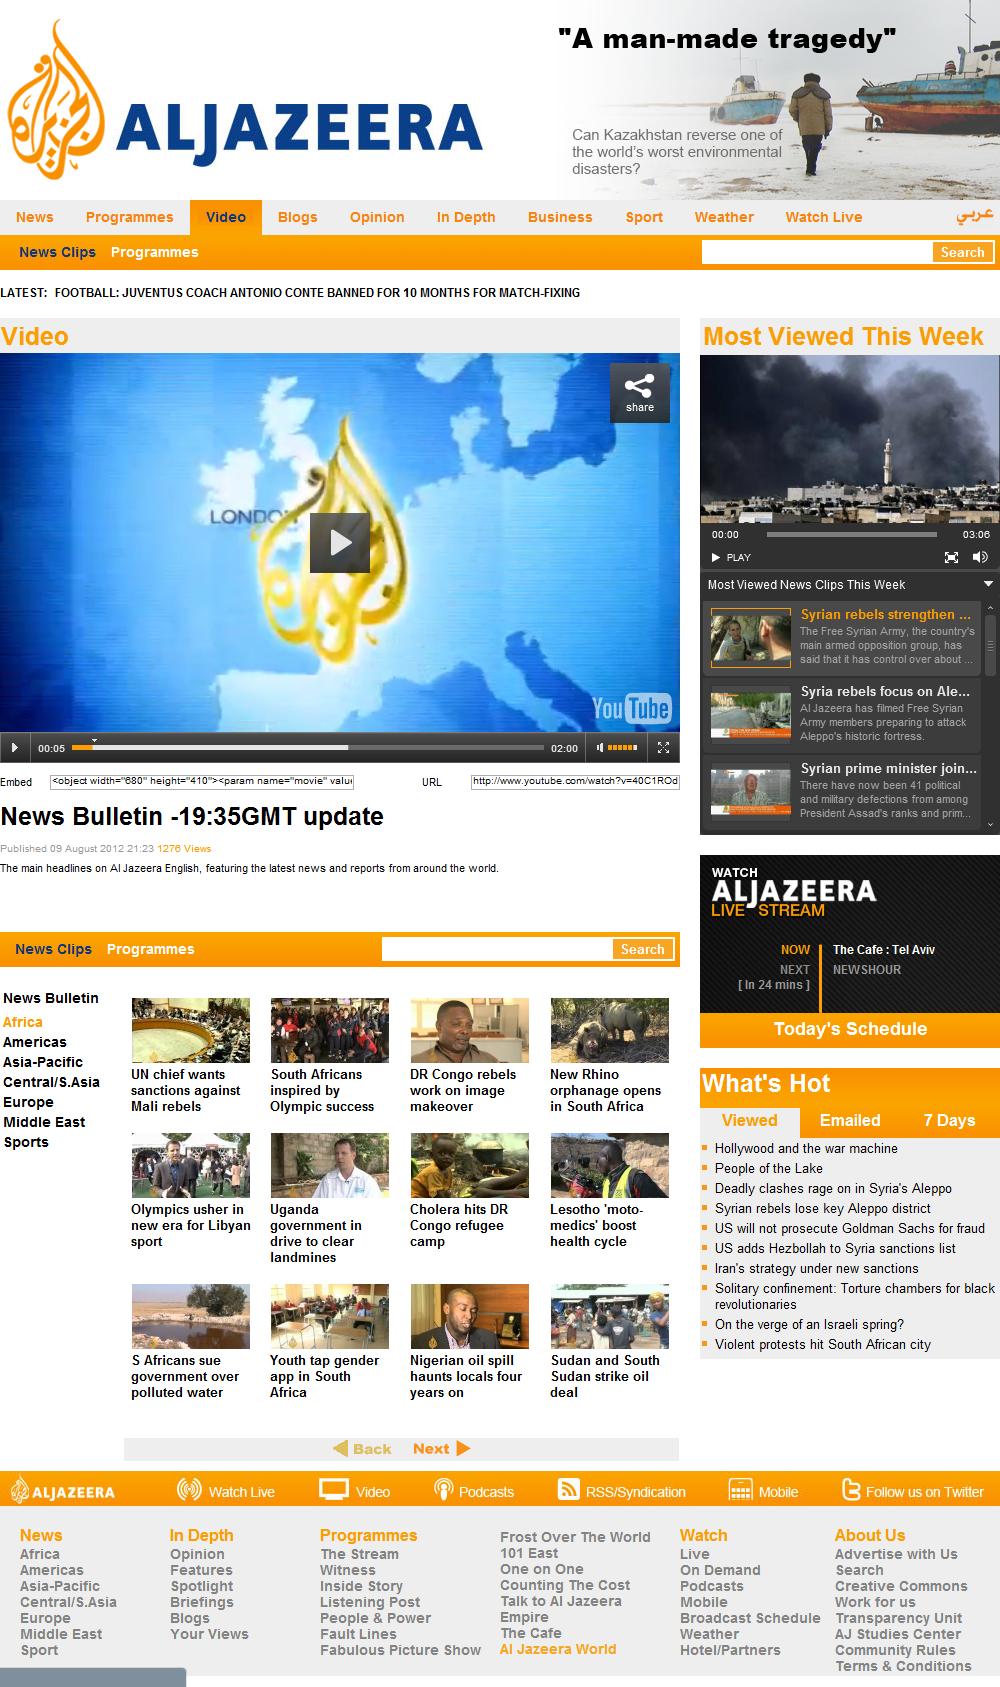 "A man-made tragedy"
ALJAZEERA
Can Kazakhstan reverse one of
the world's worst environmental
disasters?
News Programmes Video Blogs Opinion In Depth Business Sport Weather Watch Live عربي
News Clips Programmes Search
LATEST: FOOTBALL: JUVENTUS COACH ANTONIO CONTE BANNED FOR 10 MONTHS FOR MATCH-FIXING
Video
share
LONDON
YouTube
00:05 02:00
Embed <object width="680" height="410"><param name="movie" value URL http://www.youtube.com/watch?v=40C1ROd
News Bulletin -19:35GMT update
Published 09 August 2012 21:23 1276 Views
The main headlines on Al Jazeera English, featuring the latest news and reports from around the world.
Most Viewed This Week
00:00 03:06
PLAY
Most Viewed News Clips This Week
Syrian rebels strengthen ...
The Free Syrian Army, the country's
main armed opposition group, has
said that it has control over about ...
Syria rebels focus on Ale...
Al Jazeera has filmed Free Syrian
Army members preparing to attack
Aleppo's historic fortress.
Syrian prime minister join...
There have now been 41 political
and military defections from among
President Assad's ranks and prim...
WATCH
ALJAZEERA
LIVE STREAM
NOW The Cafe : Tel Aviv
NEXT NEWSHOUR
[ In 24 mins ]
Today's Schedule
News Clips Programmes Search
News Bulletin
Africa
Americas
Asia-Pacific
Central/S.Asia
Europe
Middle East
Sports
UN chief wants
sanctions against
Mali rebels
South Africans
inspired by
Olympic success
DR Congo rebels
work on image
makeover
New Rhino
orphanage opens
in South Africa
Olympics usher in
new era for Libyan
sport
Uganda
government in
drive to clear
landmines
Cholera hits DR
Congo refugee
camp
Lesotho 'moto-
medics' boost
health cycle
S Africans sue
government over
polluted water
Youth tap gender
app in South
Africa
Nigerian oil spill
haunts locals four
years on
Sudan and South
Sudan strike oil
deal
Back Next
What's Hot
Viewed Emailed 7 Days
Hollywood and the war machine
People of the Lake
Deadly clashes rage on in Syria's Aleppo
Syrian rebels lose key Aleppo district
US will not prosecute Goldman Sachs for fraud
US adds Hezbollah to Syria sanctions list
Iran's strategy under new sanctions
Solitary confinement: Torture chambers for black
revolutionaries
On the verge of an Israeli spring?
Violent protests hit South African city
ALJAZEERA Watch Live Video Podcasts RSS/Syndication Mobile Follow us on Twitter
News
Africa
Americas
Asia-Pacific
Central/S.Asia
Europe
Middle East
Sport
In Depth
Opinion
Features
Spotlight
Briefings
Blogs
Your Views
Programmes
The Stream
Witness
Inside Story
Listening Post
People & Power
Fault Lines
Fabulous Picture Show
Frost Over The World
101 East
One on One
Counting The Cost
Talk to Al Jazeera
Empire
The Cafe
Al Jazeera World
Watch
Live
On Demand
Podcasts
Mobile
Broadcast Schedule
Weather
Hotel/Partners
About Us
Advertise with Us
Search
Creative Commons
Work for us
Transparency Unit
AJ Studies Center
Community Rules
Terms & Conditions